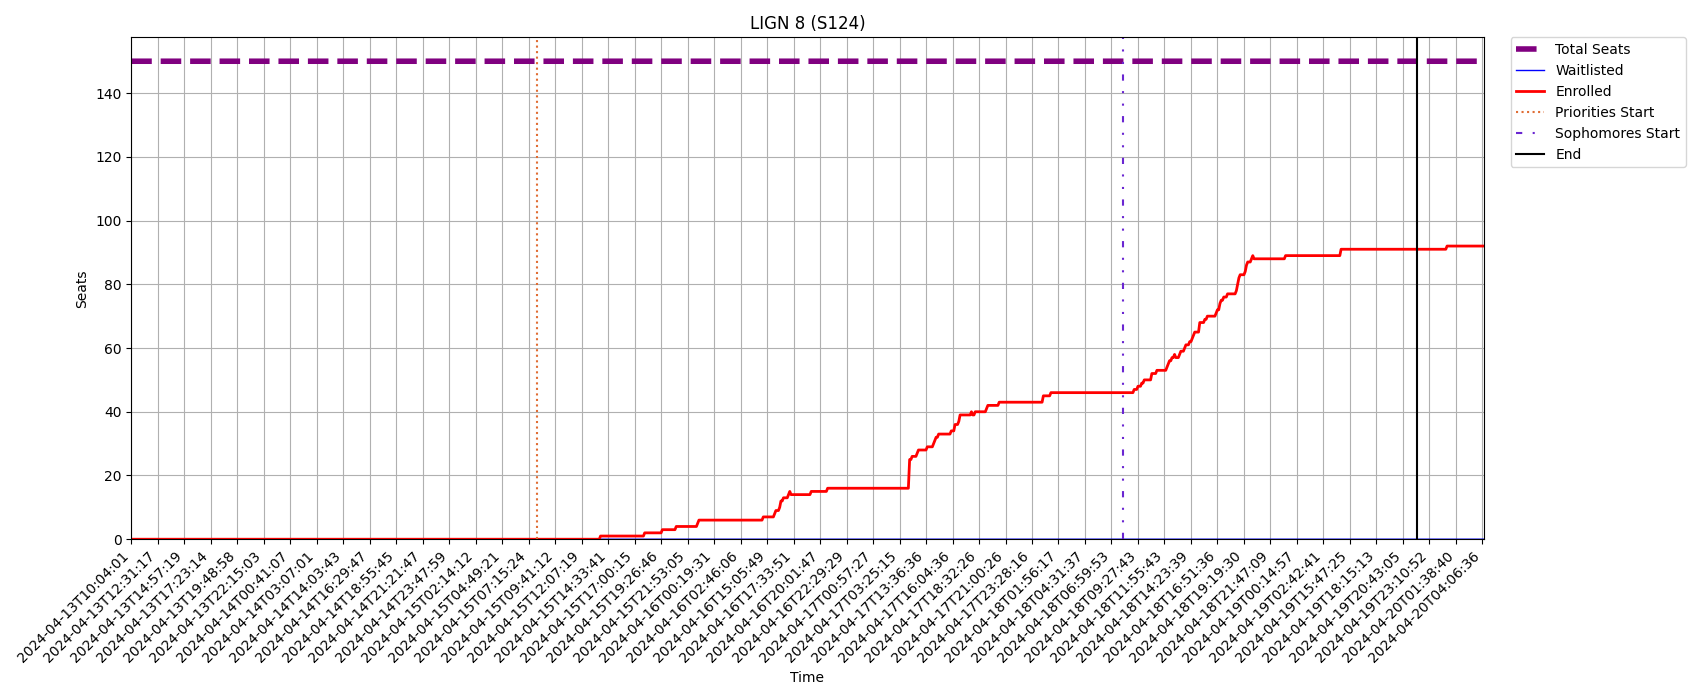 LIGN 8 (S124)
Total Seats
Waitlisted
Enrolled
Priorities Start
Sophomores Start
End
Seats
140
120
100
80
60
40
20
0
2024-04-13T10:04:01
2024-04-13T12:31:17
2024-04-13T14:57:19
2024-04-13T17:23:14
2024-04-13T19:48:58
2024-04-13T22:15:03
2024-04-14T00:41:07
2024-04-14T03:07:01
2024-04-14T14:03:43
2024-04-14T16:29:47
2024-04-14T18:55:45
2024-04-14T21:21:47
2024-04-14T23:47:59
2024-04-15T02:14:12
2024-04-15T04:49:21
2024-04-15T07:15:24
2024-04-15T09:41:12
2024-04-15T12:07:19
2024-04-15T14:33:41
2024-04-15T17:00:15
2024-04-15T19:26:46
2024-04-15T21:53:05
2024-04-16T00:19:31
2024-04-16T02:46:06
2024-04-16T15:05:49
2024-04-16T17:33:51
2024-04-16T20:01:47
2024-04-16T22:29:29
2024-04-17T00:57:27
2024-04-17T03:25:15
2024-04-17T13:36:36
2024-04-17T16:04:36
2024-04-17T18:32:26
2024-04-17T21:00:26
2024-04-17T23:28:16
2024-04-18T01:56:17
2024-04-18T04:31:37
2024-04-18T06:59:53
2024-04-18T09:27:43
2024-04-18T11:55:43
2024-04-18T14:23:39
2024-04-18T16:51:36
2024-04-18T19:19:30
2024-04-18T21:47:09
2024-04-19T00:14:57
2024-04-19T02:42:41
2024-04-19T15:47:25
2024-04-19T18:15:13
2024-04-19T20:43:05
2024-04-19T23:10:52
2024-04-20T01:38:40
2024-04-20T04:06:36
Time